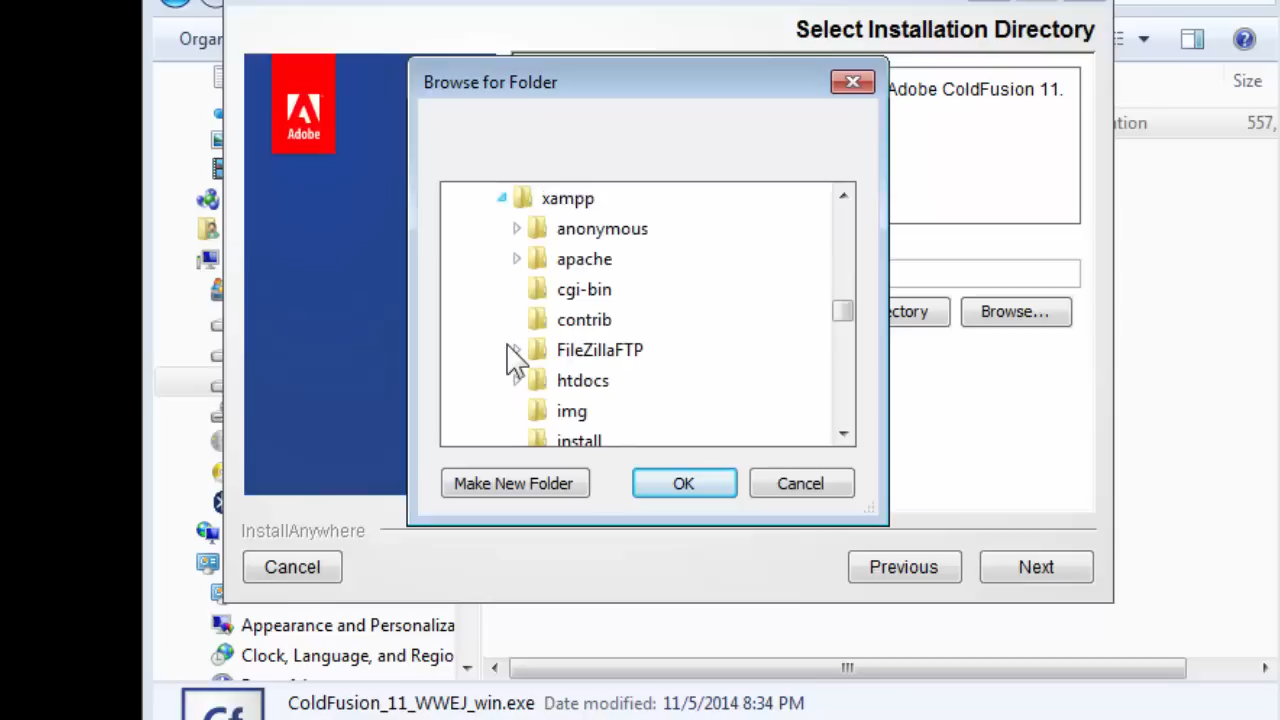 Select Installation Directory
Organ
Browse for Folder
Adobe
Adobe ColdFusion 11.
Size
ation
557,
xampp
anonymous
apache
cgi-bin
contrib
FileZillaFTP
htdocs
img
install
ectory
Browse...
Make New Folder
OK
Cancel
InstallAnywhere
Cancel
Previous
Next
Appearance and Personaliza
Clock, Language, and Regio
Cf
ColdFusion_11_WWEJ_win.exe Date modified: 11/5/2014 8:34 PM